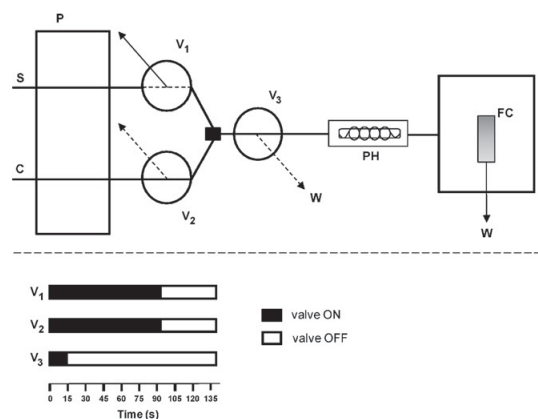 P
V1
S
V3
FC
PH
C
W
V2
W
V1
V2
V3
valve ON
valve OFF
0 15 30 45 60 75 90 105 120 135
Time (s)